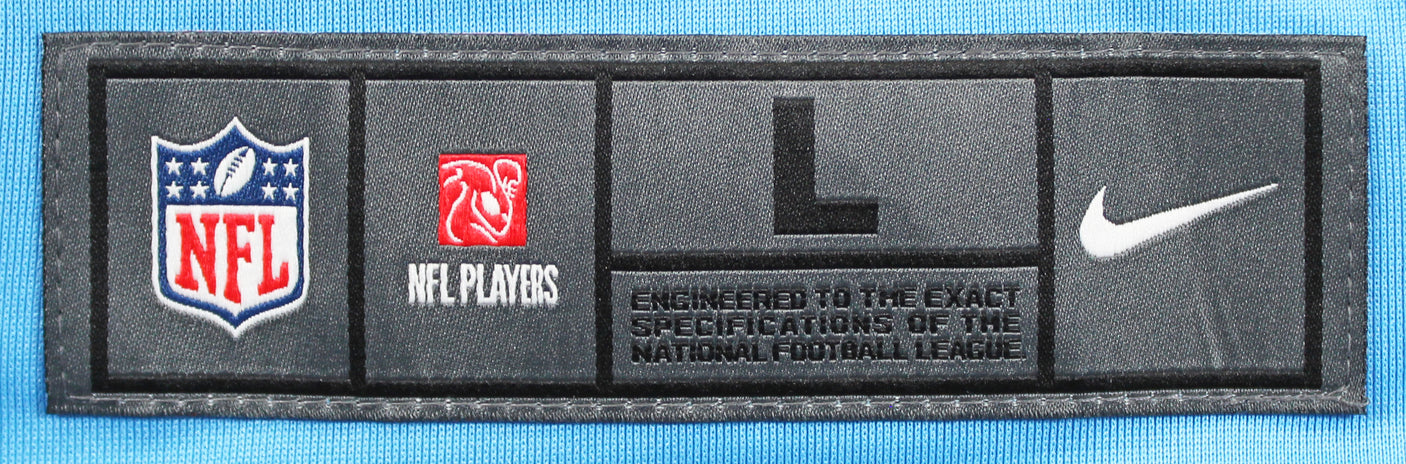 NFL
NFL PLAYERS
L
ENGINEERED TO THE EXACT
SPECIFICATIONS OF THE
NATIONAL FOOTBALL LEAGUE.